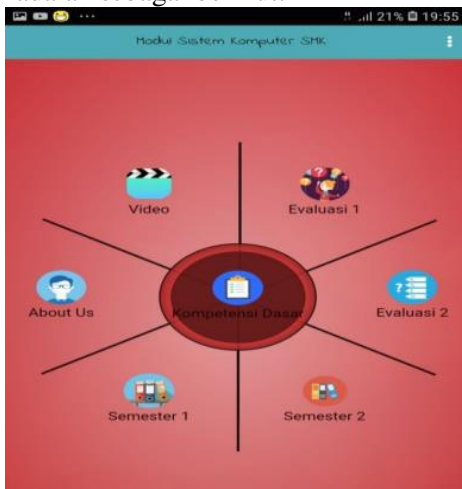 21% 19:55
Modul Sistem Komputer SMK
Video
Evaluasi 1
About Us
Kompetensi Dasar
Evaluasi 2
Semester 1
Semester 2